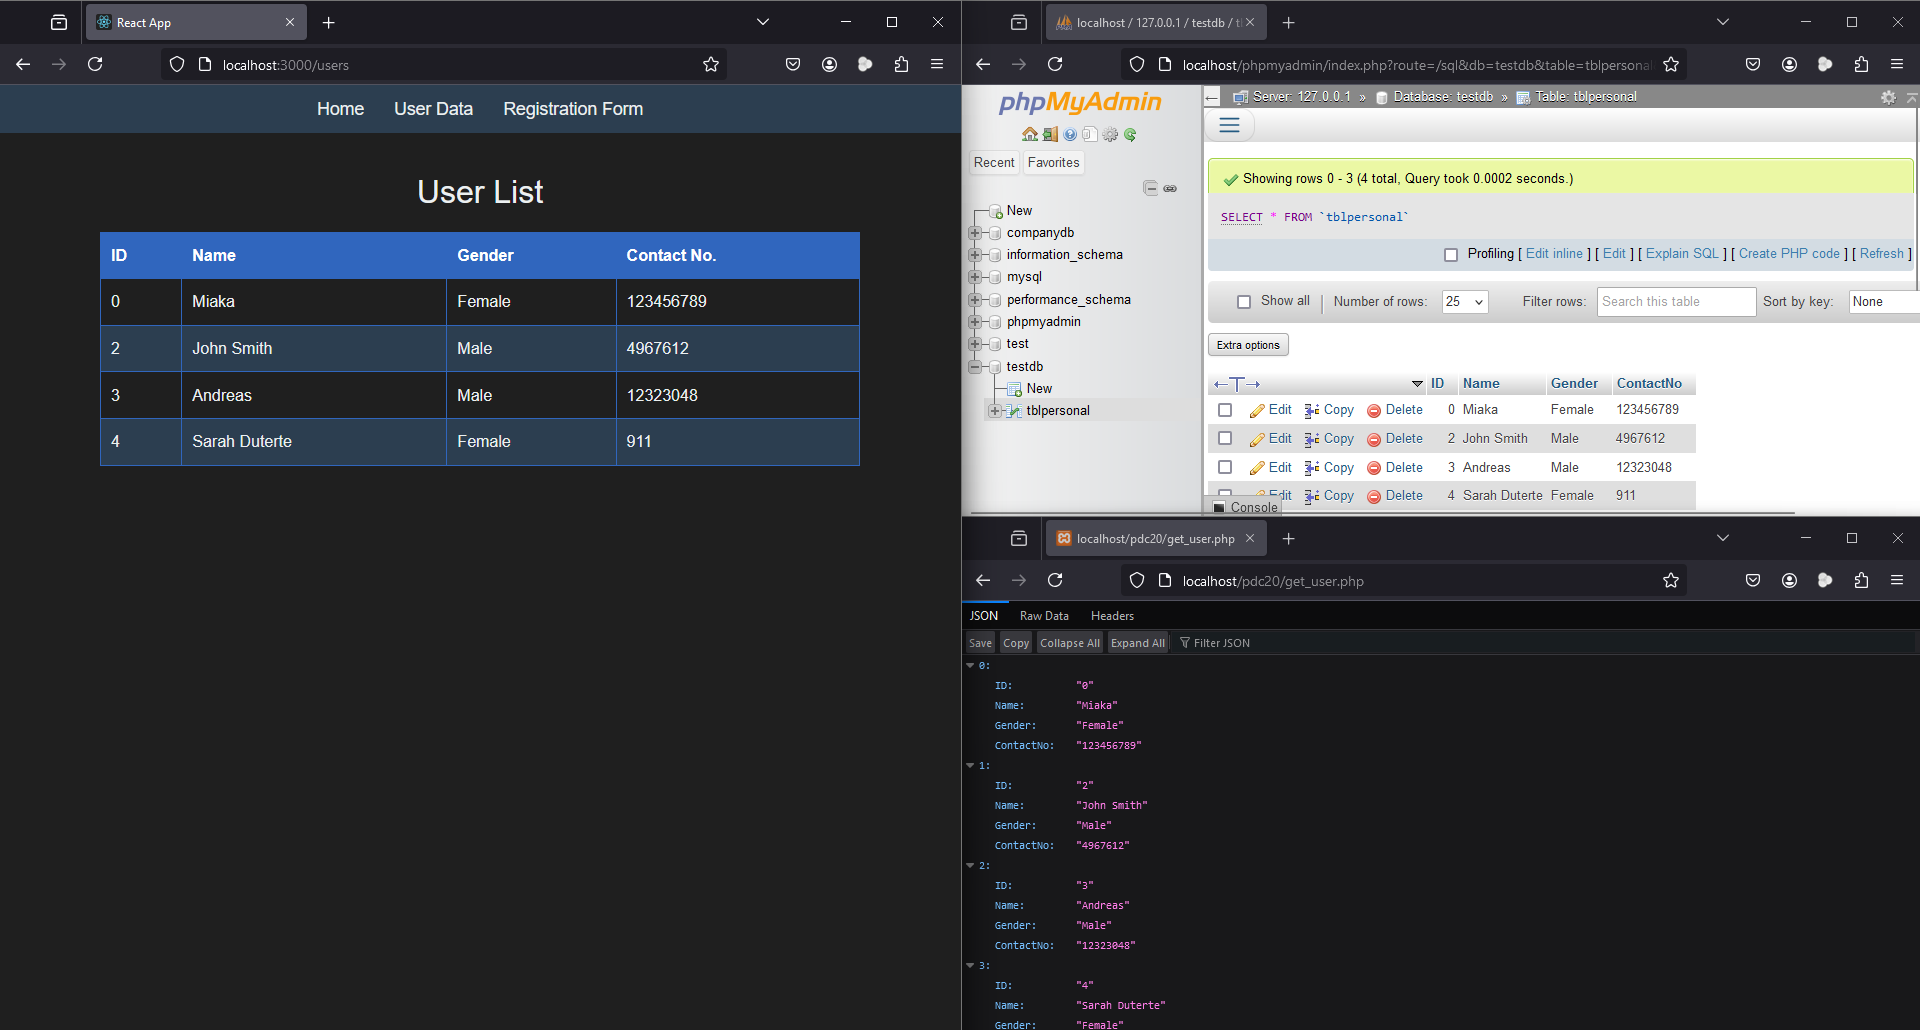 React App
localhost:3000/users
Home User Data Registration Form
User List
ID Name Gender Contact No.
0 Miaka Female 123456789
2 John Smith Male 4967612
3 Andreas Male 12323048
4 Sarah Duterte Female 911
localhost / 127.0.0.1 / testdb / t
localhost/phpmyadmin/index.php?route=/sql&db=testdb&table=tblpersonal
phpMyAdmin
Recent Favorites
New
companydb
information_schema
mysql
performance_schema
phpmyadmin
test
testdb
New
tblpersonal
Server: 127.0.0.1 » Database: testdb » Table: tblpersonal
Showing rows 0 - 3 (4 total, Query took 0.0002 seconds.)
SELECT * FROM `tblpersonal`
Profiling [ Edit inline ] [ Edit ] [ Explain SQL ] [ Create PHP code ] [ Refresh ]
Show all Number of rows: 25 Filter rows: Search this table Sort by key: None
Extra options
ID Name Gender ContactNo
Edit Copy Delete 0 Miaka Female 123456789
Edit Copy Delete 2 John Smith Male 4967612
Edit Copy Delete 3 Andreas Male 12323048
Edit Copy Delete 4 Sarah Duterte Female 911
Console
localhost/pdc20/get_user.php
localhost/pdc20/get_user.php
JSON Raw Data Headers
Save Copy Collapse All Expand All Filter JSON
0:
ID: "0"
Name: "Miaka"
Gender: "Female"
ContactNo: "123456789"
1:
ID: "2"
Name: "John Smith"
Gender: "Male"
ContactNo: "4967612"
2:
ID: "3"
Name: "Andreas"
Gender: "Male"
ContactNo: "12323048"
3:
ID: "4"
Name: "Sarah Duterte"
Gender: "Female"